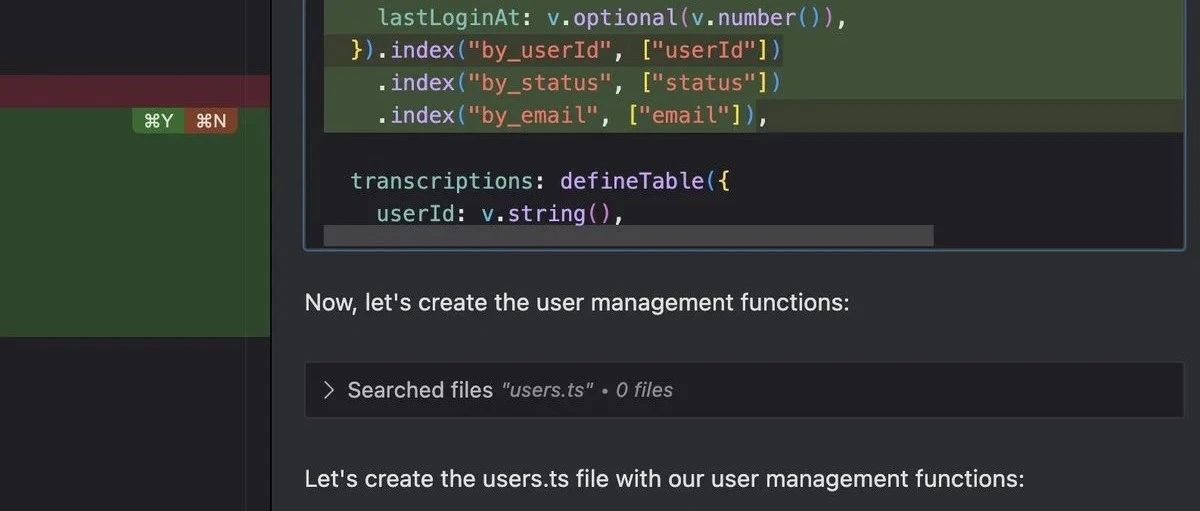 lastLoginAt: v.optional(v.number()),
}).index("by_userId", ["userId"])
.index("by_status", ["status"])
.index("by_email", ["email"]),
⌘Y ⌘N
transcriptions: defineTable({
userId: v.string(),
Now, let's create the user management functions:
> Searched files "users.ts" • 0 files
Let's create the users.ts file with our user management functions: